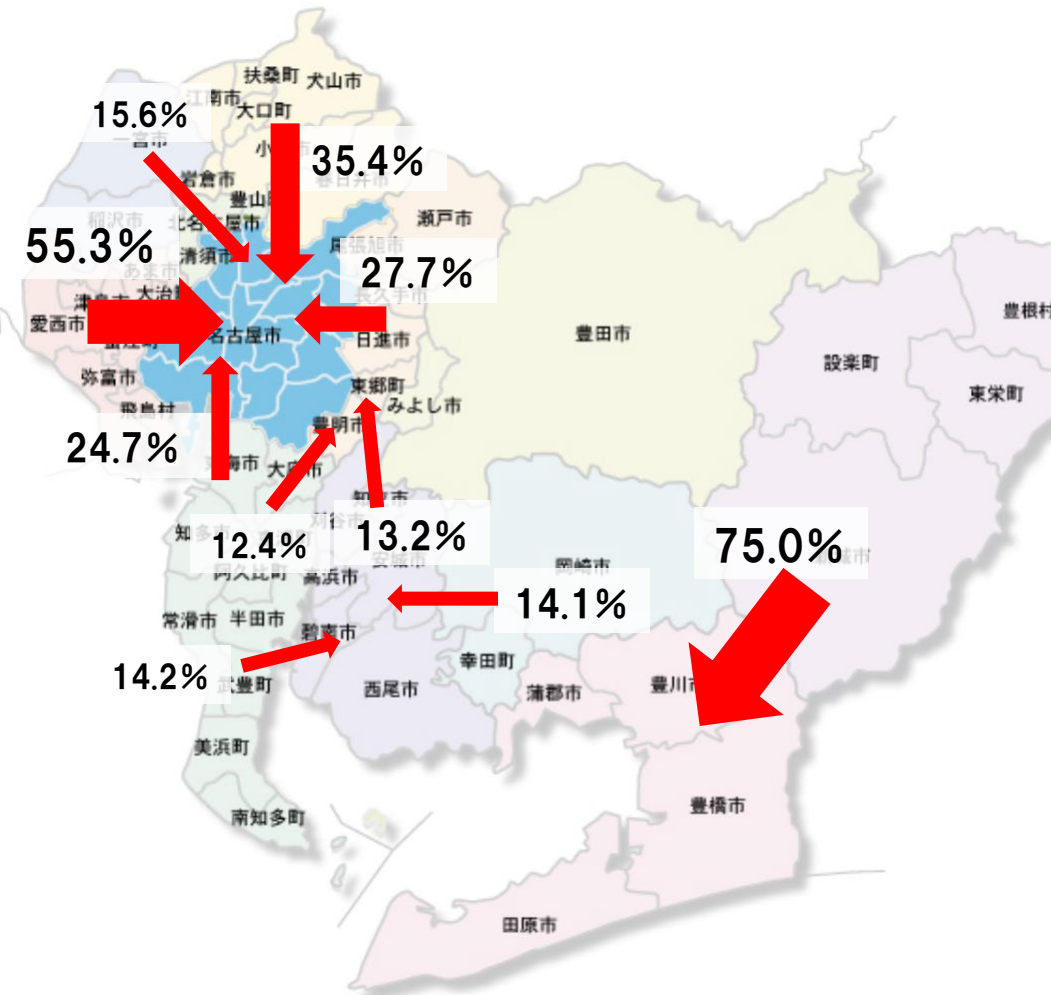 扶桑町
犬山市
江南市
大口町
15.6%
一宮市
35.4%
岩倉市
春日井市
豊山町
稲沢市
北名古屋市
瀬戸市
55.3%
清須市
尾張旭市
あま市
27.7%
津島市
大治
長久手市
愛西市
名古屋市
日進市
豊田市
豊根村
設楽町
弥富市
東郷町
みよし市
東栄町
飛島村
豊明市
24.7%
東海市
大府市
知立市
知多市
刈谷市
12.4%
13.2%
75.0%
安城市
岡崎市
新城市
阿久比町
高浜市
14.1%
常滑市
半田市
碧南市
14.2%
武豊町
幸田町
西尾市
蒲郡市
豊川市
美浜町
豊橋市
南知多町
田原市